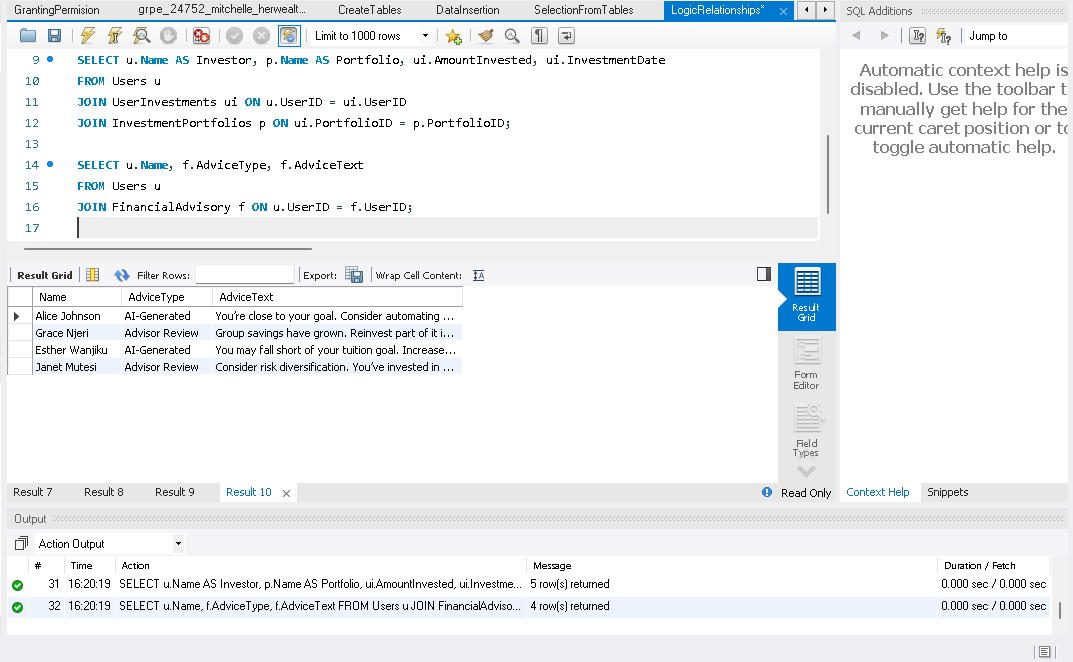 GrantingPermision grpe_24752_mitchelle_herwealt... CreateTables DataInsertion SelectionFromTables LogicRelationships* SQL Additions
Limit to 1000 rows Jump to
9 SELECT u.Name AS Investor, p.Name AS Portfolio, ui.AmountInvested, ui.InvestmentDate
10 FROM Users u
11 JOIN UserInvestments ui ON u.UserID = ui.UserID
12 JOIN InvestmentPortfolios p ON ui.PortfolioID = p.PortfolioID;
13
14 SELECT u.Name, f.AdviceType, f.AdviceText
15 FROM Users u
16 JOIN FinancialAdvisory f ON u.UserID = f.UserID;
17
Automatic context help is
disabled. Use the toolbar t
manually get help for the
current caret position or to
toggle automatic help.
Result Grid Filter Rows: Export: Wrap Cell Content:
Name AdviceType AdviceText
Alice Johnson AI-Generated You're close to your goal. Consider automating ...
Grace Njeri Advisor Review Group savings have grown. Reinvest part of it i...
Esther Wanjiku AI-Generated You may fall short of your tuition goal. Increase...
Janet Mutesi Advisor Review Consider risk diversification. You've invested in ...
Result
Grid
Form
Editor
Field
Types
Result 7 Result 8 Result 9 Result 10 Read Only Context Help Snippets
Output
Action Output
# Time Action Message Duration / Fetch
31 16:20:19 SELECT u.Name AS Investor, p.Name AS Portfolio, ui.AmountInvested, ui.Investme... 5 row(s) returned 0.000 sec / 0.000 sec
32 16:20:19 SELECT u.Name, f.AdviceType, f.AdviceText FROM Users u JOIN FinancialAdviso... 4 row(s) returned 0.000 sec / 0.000 sec